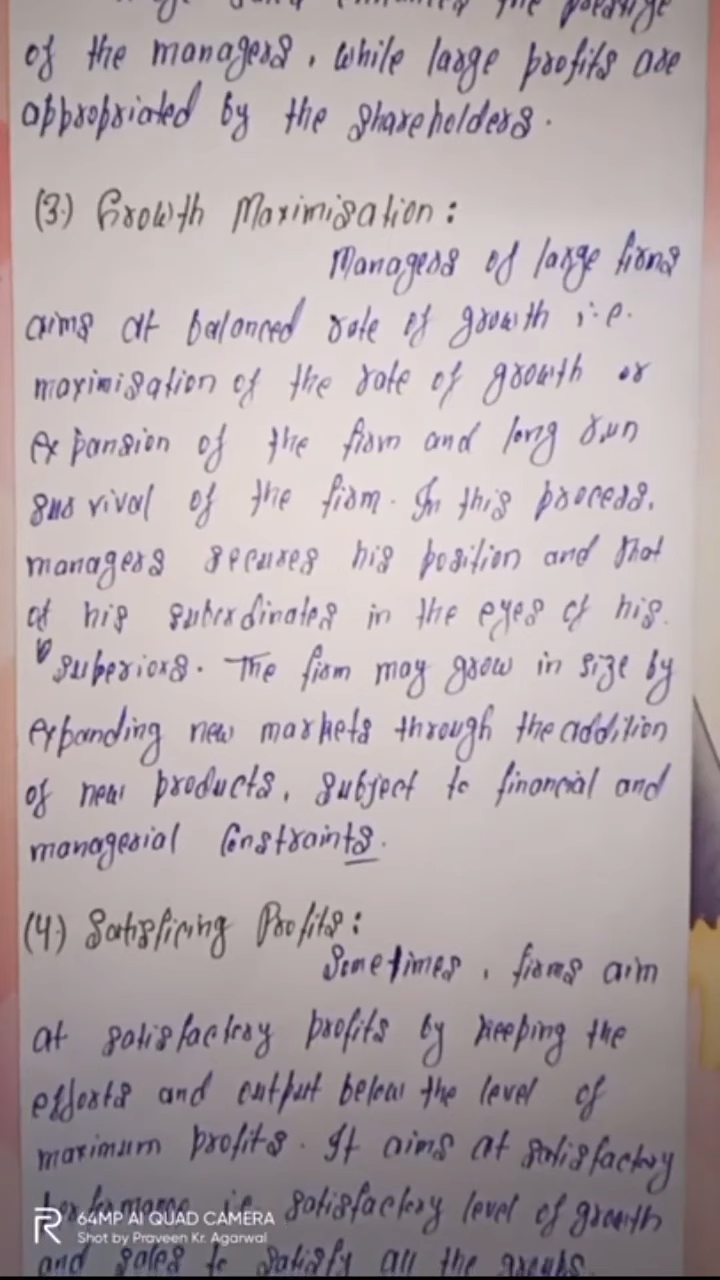 the prestige
of the managers, while large profits are
appropriated by the shareholders.
(3) Growth Maximisation:
Managers of large firms
aims at balanced rate of growth i.e.
maximisation of the rate of growth or
expansion of the firm and long run
survival of the firm. In this process,
managers secures his position and that
of his subordinates in the eyes of his
superiors. The firm may grow in size by
expanding new markets through the addition
of new products, subject to financial and
managerial Constraints.
(4) Satisficing Profits:
Sometimes, firms aim
at satisfactory profits by keeping the
efforts and output below the level of
maximum profits. It aims at satisfactory
performance i.e. satisfactory level of growth
and sales to satisfy all the groups.
64MP AI QUAD CAMERA
Shot by Praveen Kr. Agarwal